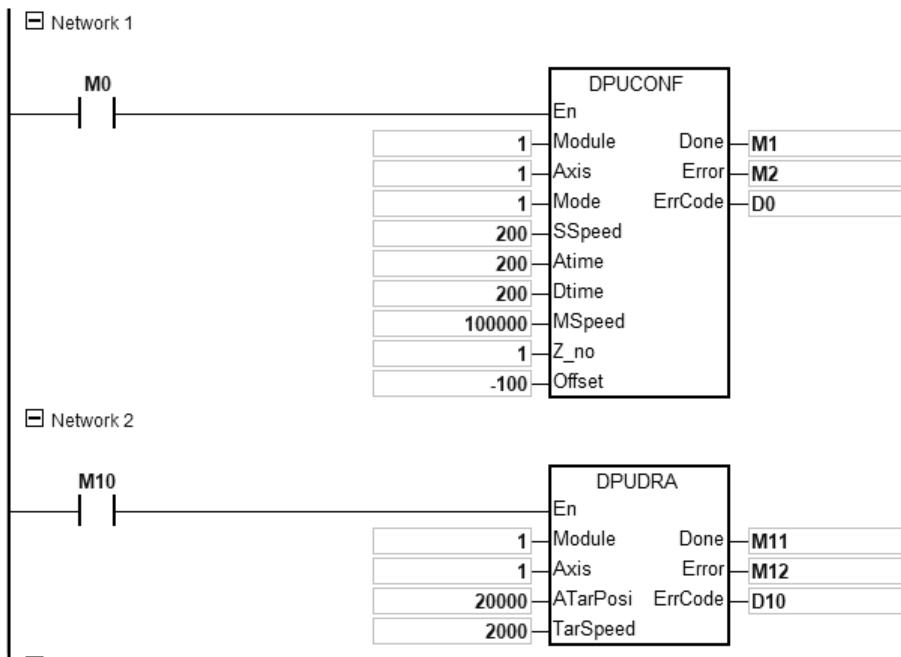 Network 1
M0
DPUCONF
En
1 Module Done M1
1 Axis Error M2
1 Mode ErrCode D0
200 SSpeed
200 Atime
200 Dtime
100000 MSpeed
1 Z_no
-100 Offset
Network 2
M10
DPUDRA
En
1 Module Done M11
1 Axis Error M12
20000 ATarPosi ErrCode D10
2000 TarSpeed